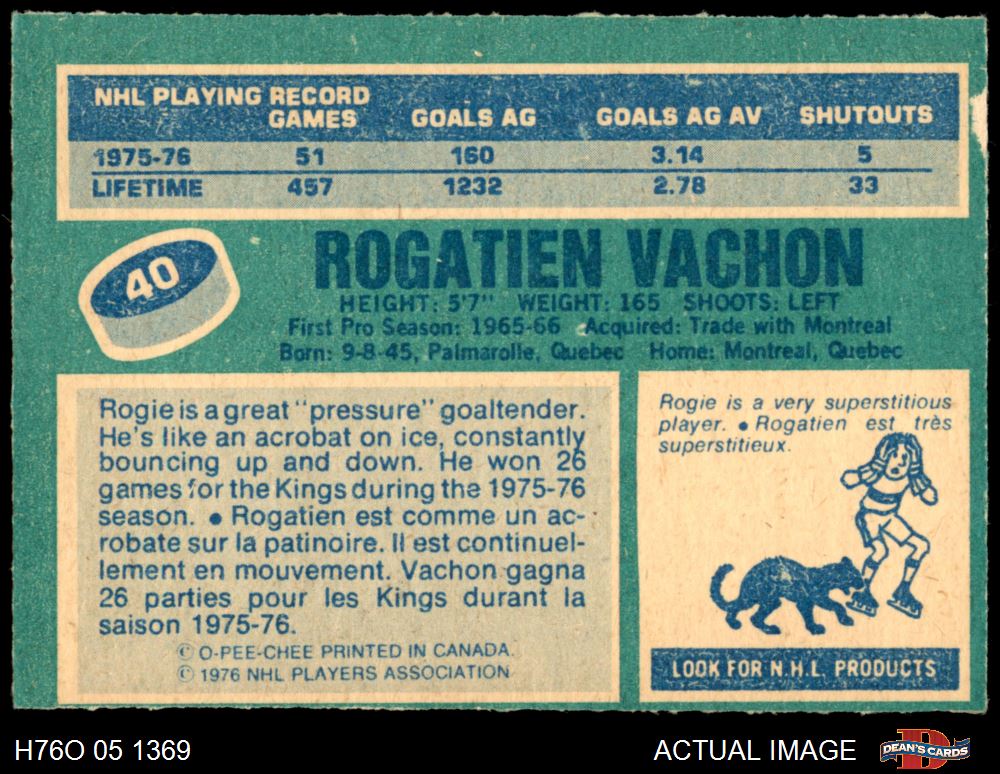 NHL PLAYING RECORD
GAMES GOALS AG GOALS AG AV SHUTOUTS
1975-76 51 160 3.14 5
LIFETIME 457 1232 2.78 33
40
ROGATIEN VACHON
HEIGHT: 5'7" WEIGHT: 165 SHOOTS: LEFT
First Pro Season: 1965-66 Acquired: Trade with Montreal
Born: 9-8-45, Palmarolle, Quebec Home: Montreal, Quebec
Rogie is a great "pressure" goaltender.
He's like an acrobat on ice, constantly
bouncing up and down. He won 26
games for the Kings during the 1975-76
season. • Rogatien est comme un ac-
robate sur la patinoire. Il est continuel-
lement en mouvement. Vachon gagna
26 parties pour les Kings durant la
saison 1975-76.
© O-PEE-CHEE PRINTED IN CANADA.
© 1976 NHL PLAYERS ASSOCIATION
Rogie is a very superstitious
player. • Rogatien est très
superstitieux.
LOOK FOR N.H.L. PRODUCTS
H76O 05 1369
ACTUAL IMAGE
DEAN'S CARDS